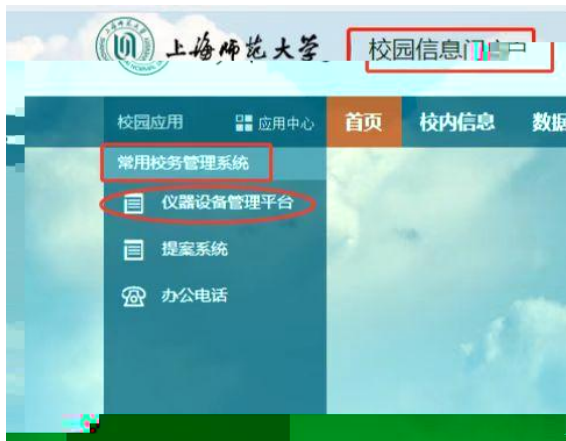 上海师范大学 校园信息门户
校园应用 应用中心 首页 校内信息 数据
常用校务管理系统
仪器设备管理平台
提案系统
办公电话